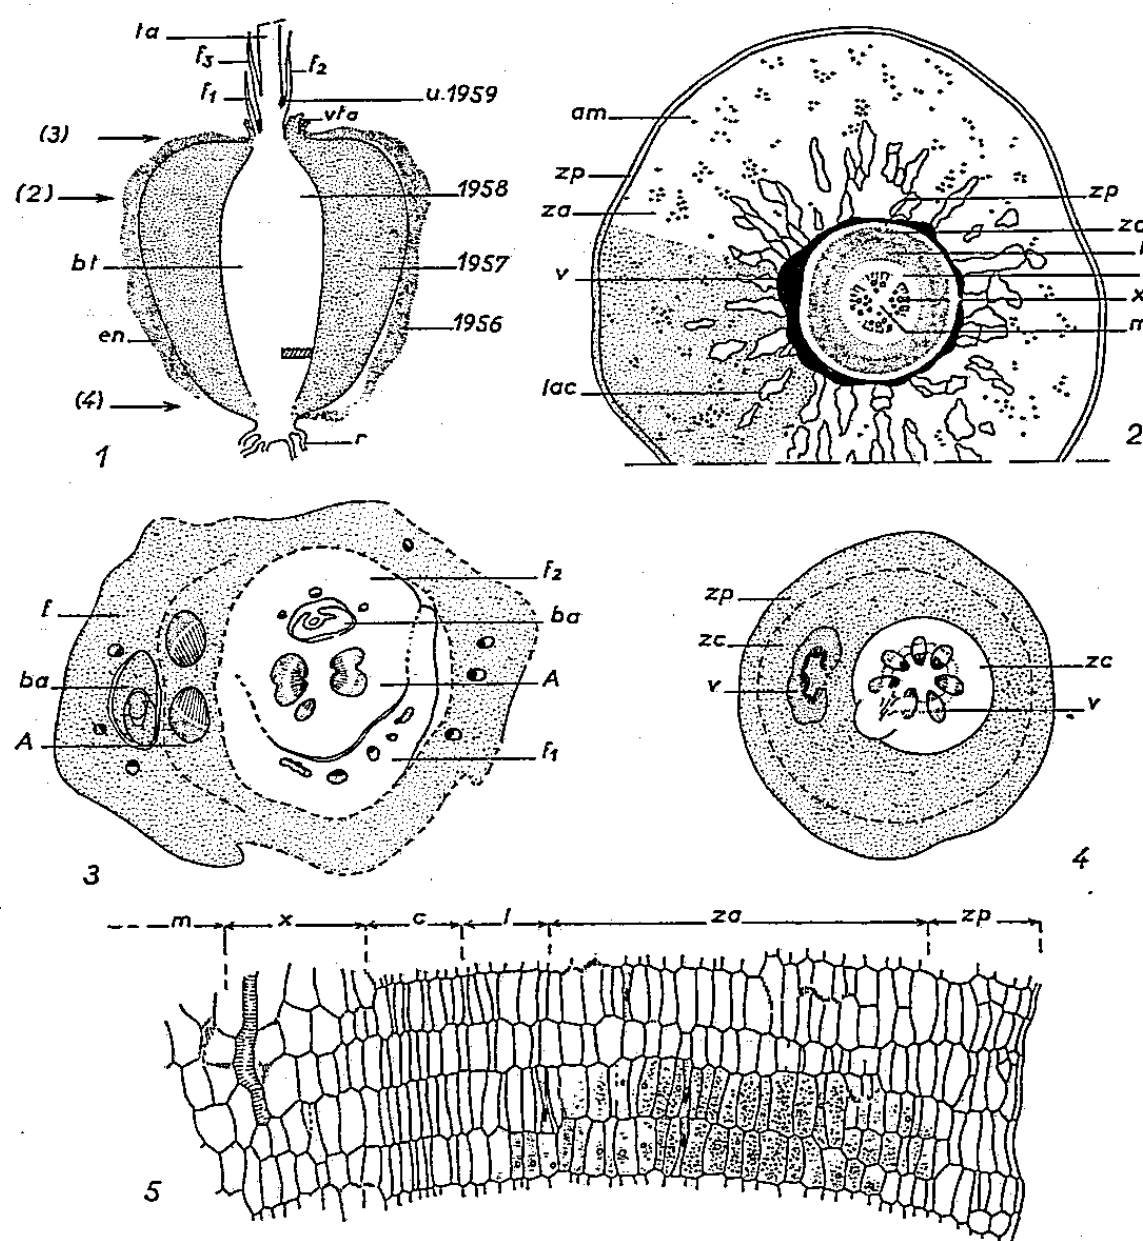 ta
f3
f2
f1
u.1959
vta
(3)
(2)
1958
bt
1957
1956
en
(4)
r
1
am
zp
za
zp
v
x
m
lac
2
f2
f
ba
ba
A
A
f1
3
zp
zc
zc
v
v
4
m x c l za zp
5